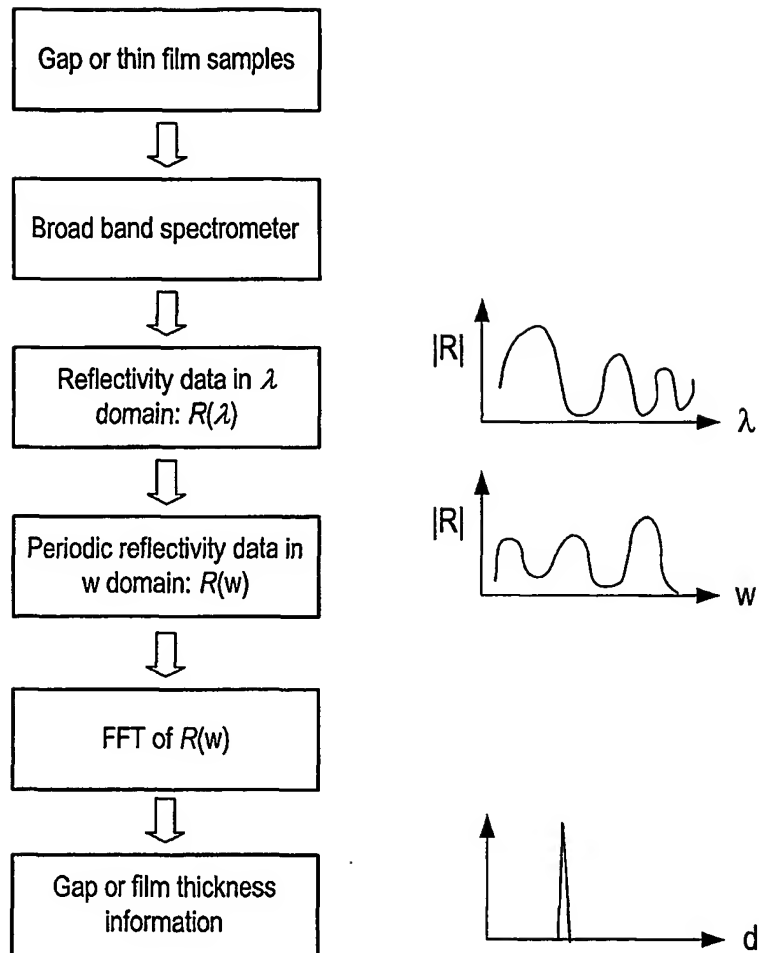 Gap or thin film samples
Broad band spectrometer
Reflectivity data in λ
domain: R(λ)
|R|
λ
Periodic reflectivity data in
w domain: R(w)
|R|
w
FFT of R(w)
Gap or film thickness
information
d